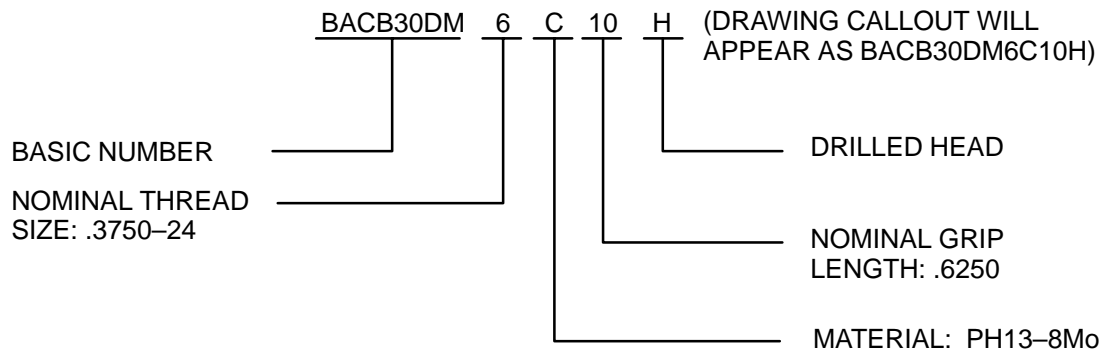 BACB30DM 6 C 10 H (DRAWING CALLOUT WILL
APPEAR AS BACB30DM6C10H)
BASIC NUMBER
DRILLED HEAD
NOMINAL THREAD
SIZE: .3750–24
NOMINAL GRIP
LENGTH: .6250
MATERIAL: PH13–8Mo